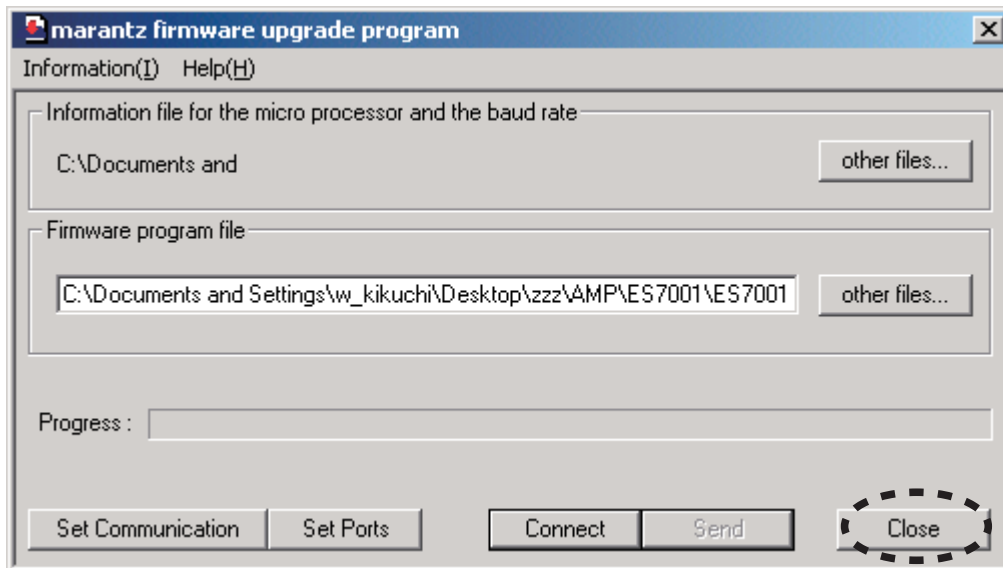 marantz firmware upgrade program
Information(I) Help(H)
Information file for the micro processor and the baud rate
C:\Documents and
other files...
Firmware program file
C:\Documents and Settings\w_kikuchi\Desktop\zzz\AMP\ES7001\ES7001
other files...
Progress :
Set Communication Set Ports Connect Send Close